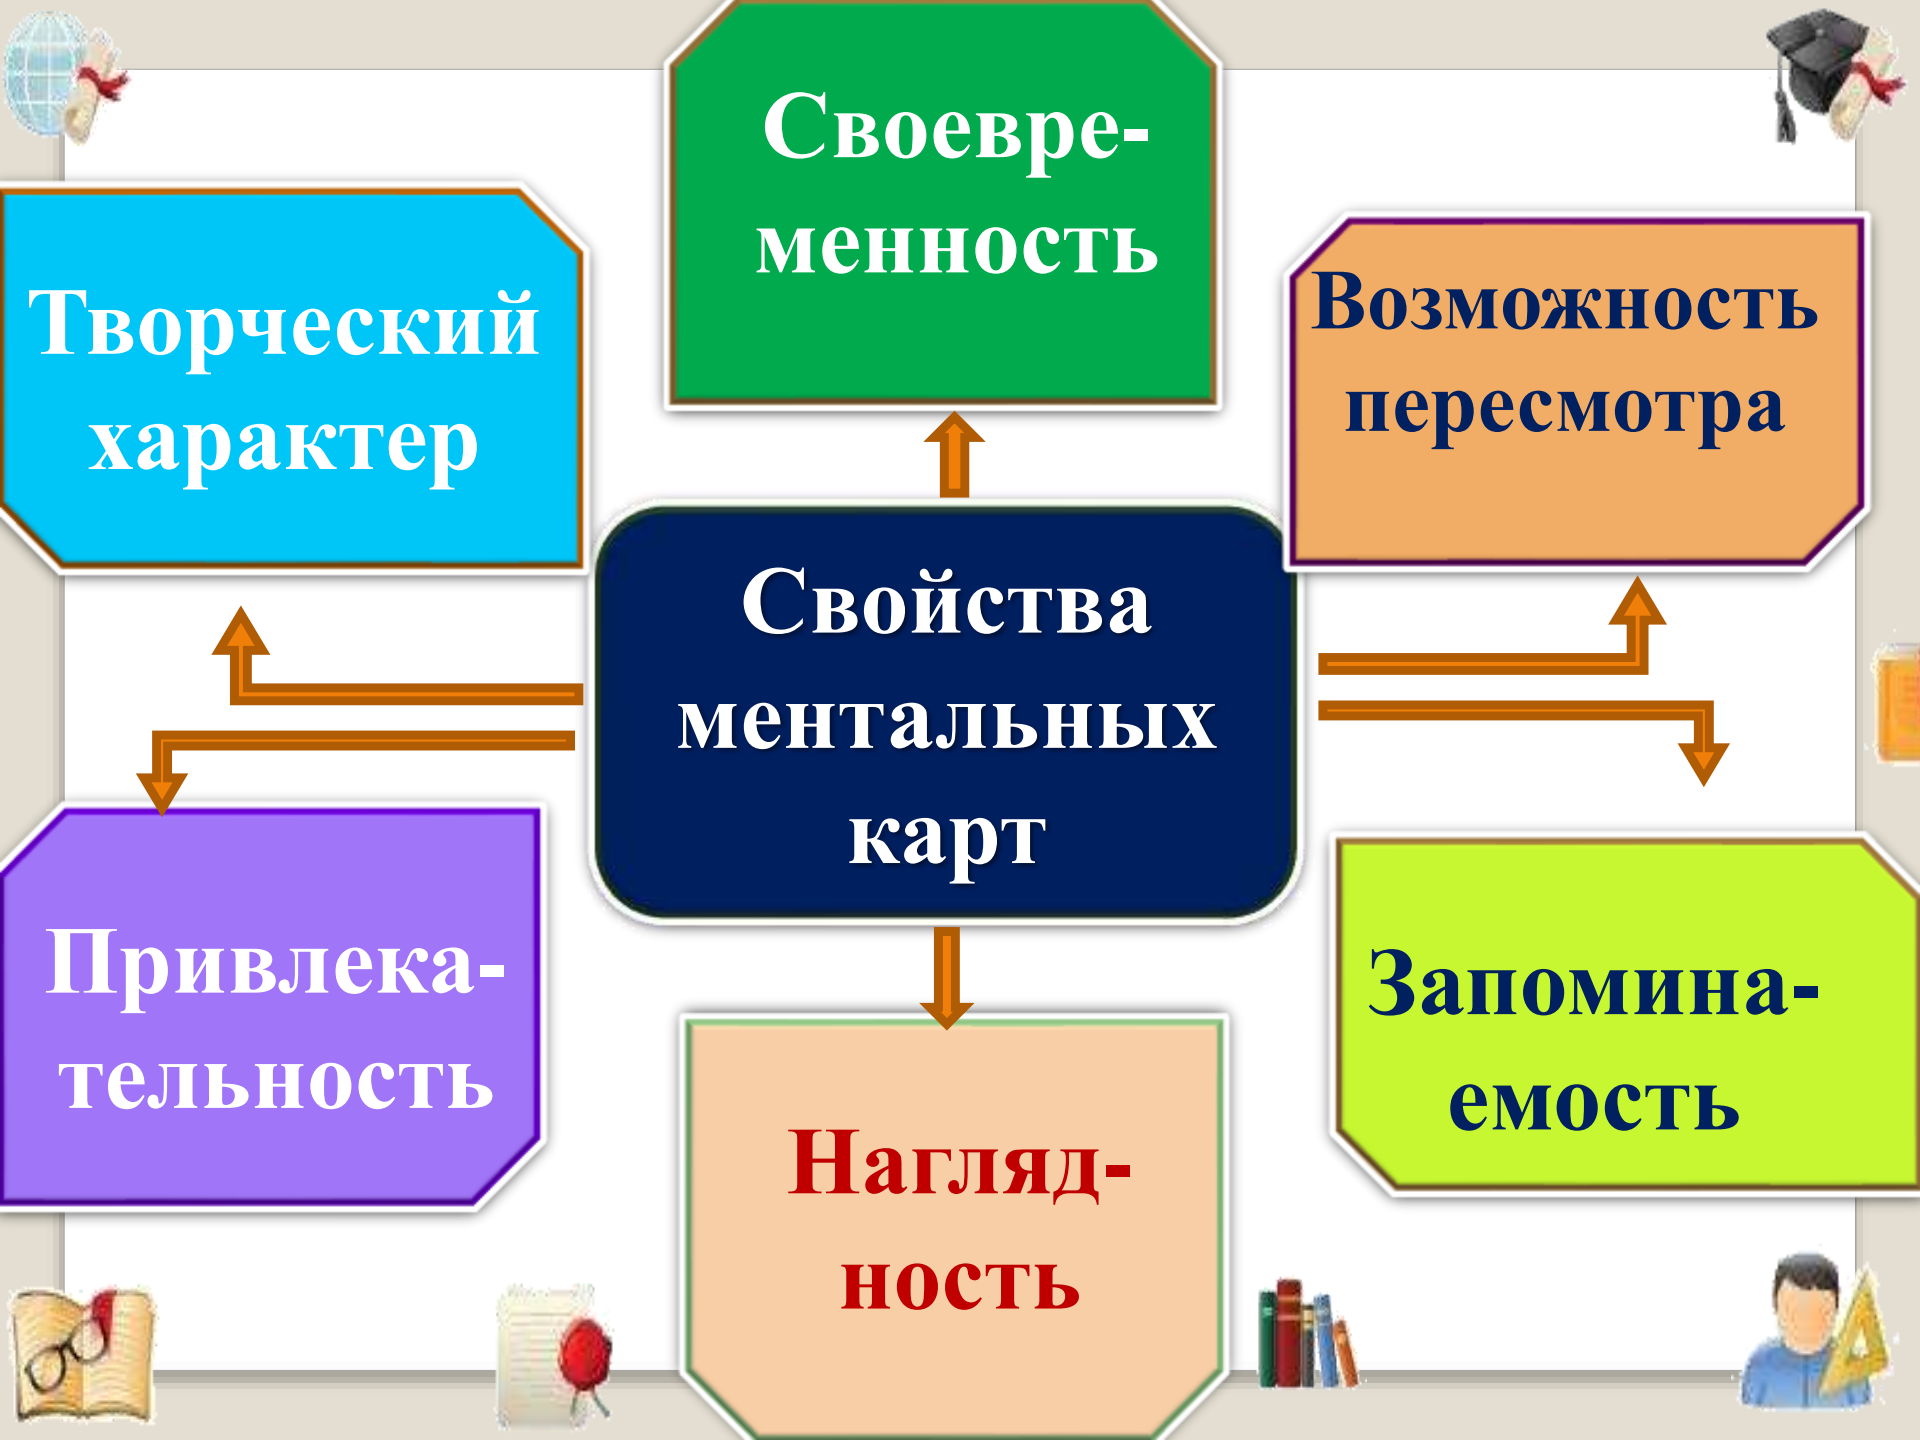 Своевре-
менность
Творческий
характер
Возможность
пересмотра
Свойства
ментальных
карт
Привлека-
тельность
Запомина-
емость
Нагляд-
ность